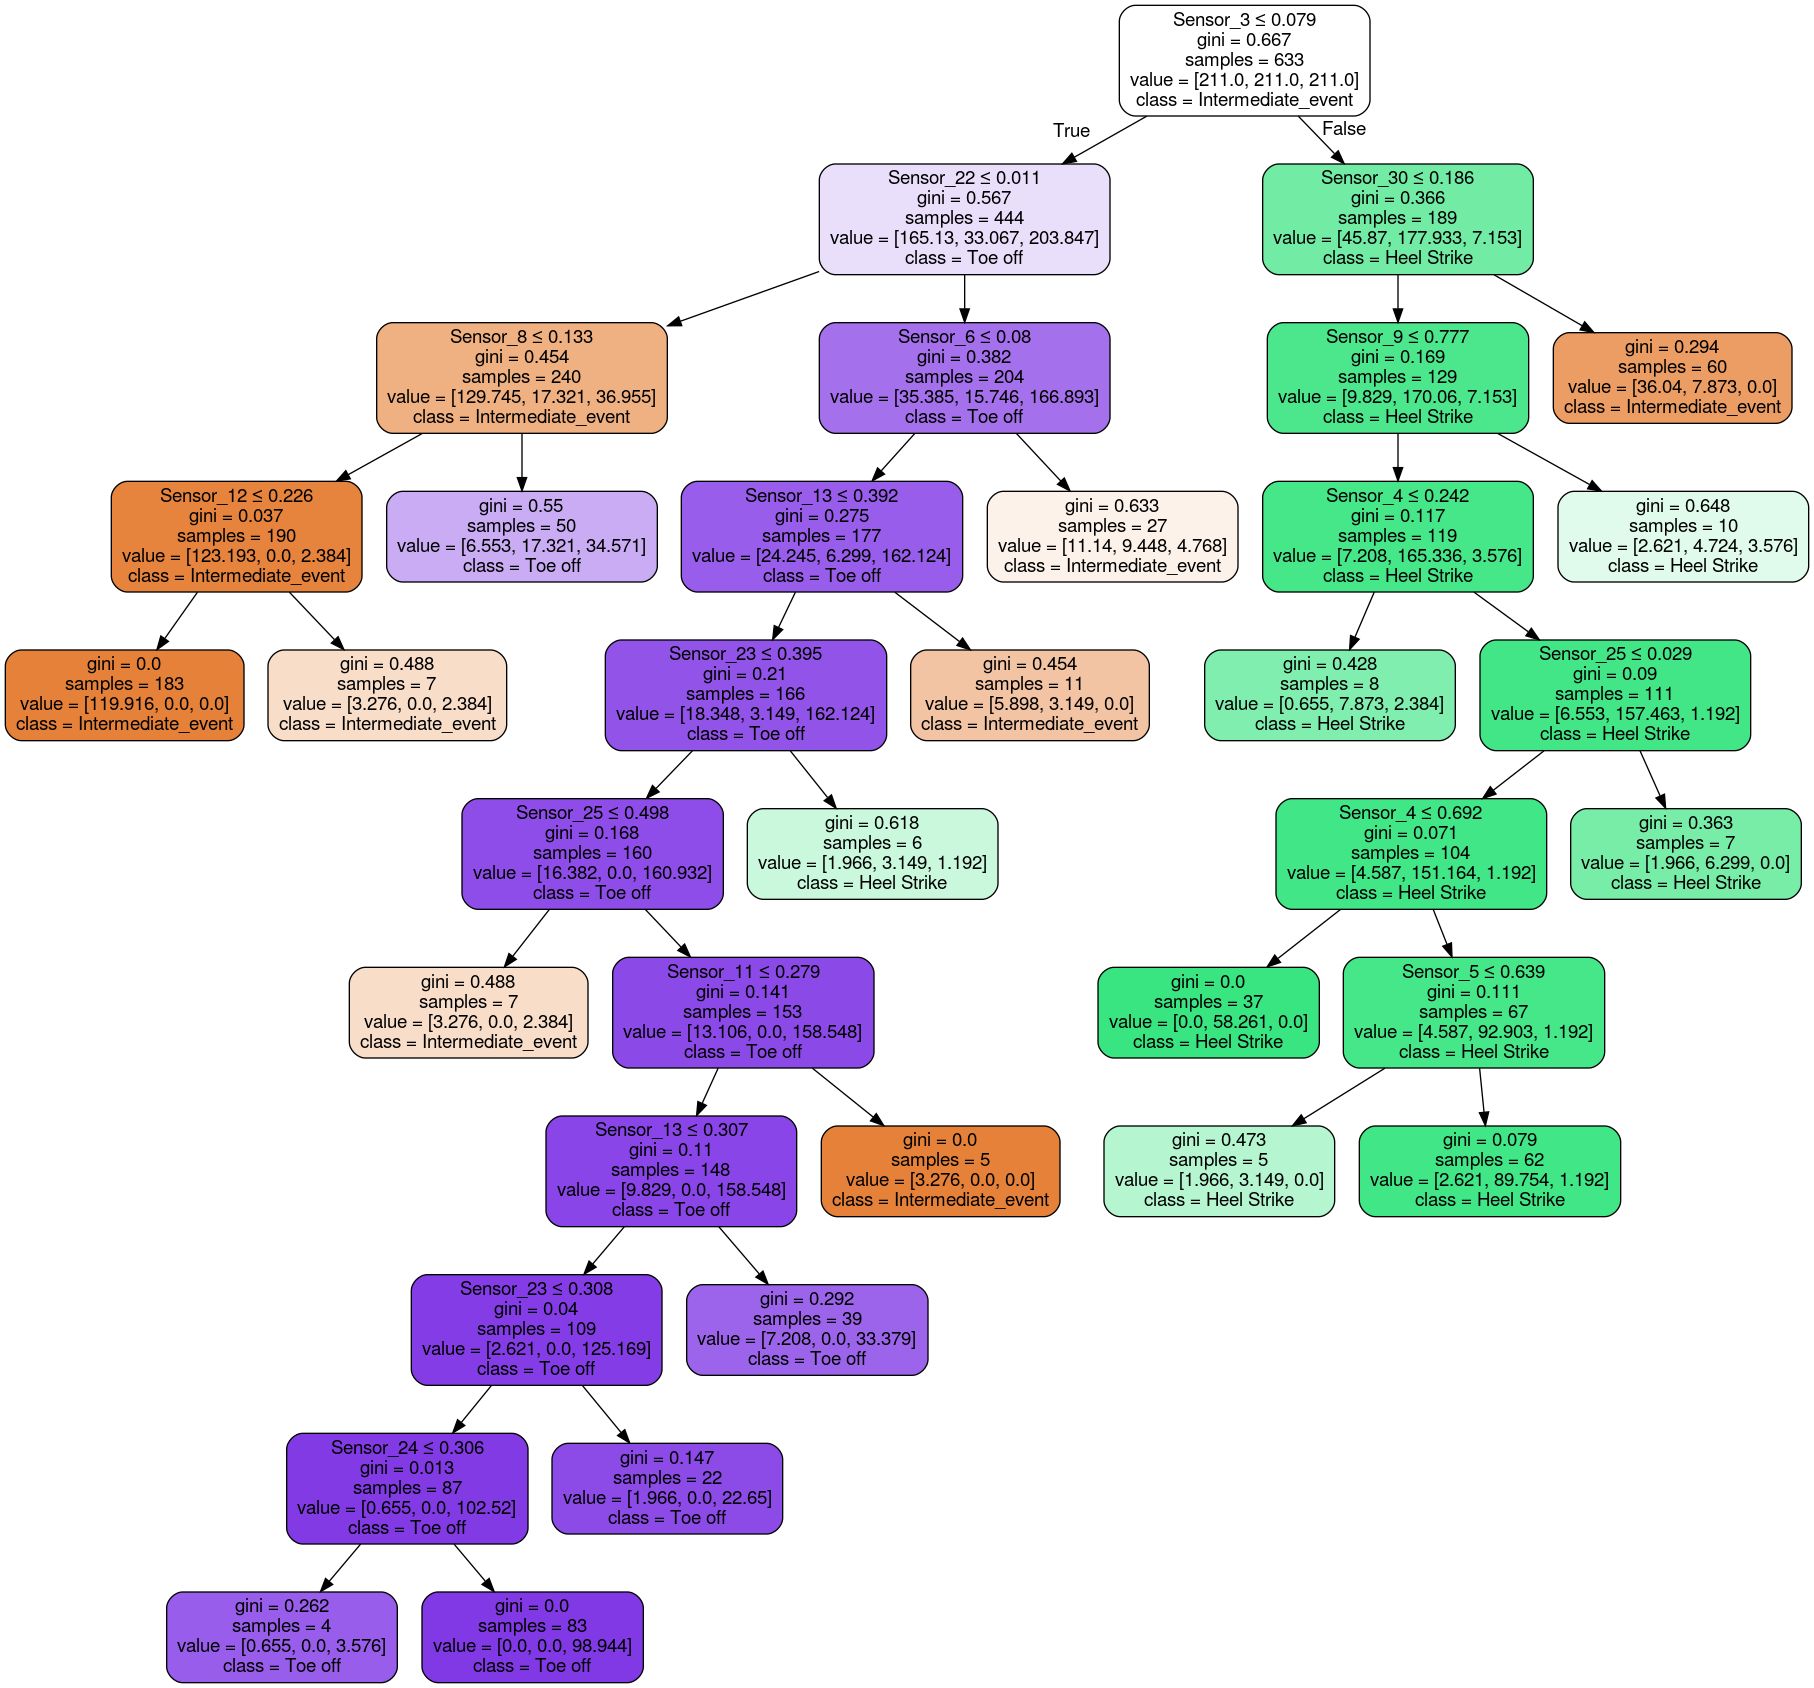 Sensor_3 ≤ 0.079
gini = 0.667
samples = 633
value = [211.0, 211.0, 211.0]
class = Intermediate_event
True
False
Sensor_22 ≤ 0.011
gini = 0.567
samples = 444
value = [165.13, 33.067, 203.847]
class = Toe off
Sensor_30 ≤ 0.186
gini = 0.366
samples = 189
value = [45.87, 177.933, 7.153]
class = Heel Strike
Sensor_8 ≤ 0.133
gini = 0.454
samples = 240
value = [129.745, 17.321, 36.955]
class = Intermediate_event
Sensor_6 ≤ 0.08
gini = 0.382
samples = 204
value = [35.385, 15.746, 166.893]
class = Toe off
Sensor_9 ≤ 0.777
gini = 0.169
samples = 129
value = [9.829, 170.06, 7.153]
class = Heel Strike
gini = 0.294
samples = 60
value = [36.04, 7.873, 0.0]
class = Intermediate_event
Sensor_12 ≤ 0.226
gini = 0.037
samples = 190
value = [123.193, 0.0, 2.384]
class = Intermediate_event
gini = 0.55
samples = 50
value = [6.553, 17.321, 34.571]
class = Toe off
Sensor_13 ≤ 0.392
gini = 0.275
samples = 177
value = [24.245, 6.299, 162.124]
class = Toe off
gini = 0.633
samples = 27
value = [11.14, 9.448, 4.768]
class = Intermediate_event
Sensor_4 ≤ 0.242
gini = 0.117
samples = 119
value = [7.208, 165.336, 3.576]
class = Heel Strike
gini = 0.648
samples = 10
value = [2.621, 4.724, 3.576]
class = Heel Strike
gini = 0.0
samples = 183
value = [119.916, 0.0, 0.0]
class = Intermediate_event
gini = 0.488
samples = 7
value = [3.276, 0.0, 2.384]
class = Intermediate_event
Sensor_23 ≤ 0.395
gini = 0.21
samples = 166
value = [18.348, 3.149, 162.124]
class = Toe off
gini = 0.454
samples = 11
value = [5.898, 3.149, 0.0]
class = Intermediate_event
gini = 0.428
samples = 8
value = [0.655, 7.873, 2.384]
class = Heel Strike
Sensor_25 ≤ 0.029
gini = 0.09
samples = 111
value = [6.553, 157.463, 1.192]
class = Heel Strike
Sensor_25 ≤ 0.498
gini = 0.168
samples = 160
value = [16.382, 0.0, 160.932]
class = Toe off
gini = 0.618
samples = 6
value = [1.966, 3.149, 1.192]
class = Heel Strike
Sensor_4 ≤ 0.692
gini = 0.071
samples = 104
value = [4.587, 151.164, 1.192]
class = Heel Strike
gini = 0.363
samples = 7
value = [1.966, 6.299, 0.0]
class = Heel Strike
gini = 0.488
samples = 7
value = [3.276, 0.0, 2.384]
class = Intermediate_event
Sensor_11 ≤ 0.279
gini = 0.141
samples = 153
value = [13.106, 0.0, 158.548]
class = Toe off
gini = 0.0
samples = 37
value = [0.0, 58.261, 0.0]
class = Heel Strike
Sensor_5 ≤ 0.639
gini = 0.111
samples = 67
value = [4.587, 92.903, 1.192]
class = Heel Strike
Sensor_13 ≤ 0.307
gini = 0.11
samples = 148
value = [9.829, 0.0, 158.548]
class = Toe off
gini = 0.0
samples = 5
value = [3.276, 0.0, 0.0]
class = Intermediate_event
gini = 0.473
samples = 5
value = [1.966, 3.149, 0.0]
class = Heel Strike
gini = 0.079
samples = 62
value = [2.621, 89.754, 1.192]
class = Heel Strike
Sensor_23 ≤ 0.308
gini = 0.04
samples = 109
value = [2.621, 0.0, 125.169]
class = Toe off
gini = 0.292
samples = 39
value = [7.208, 0.0, 33.379]
class = Toe off
Sensor_24 ≤ 0.306
gini = 0.013
samples = 87
value = [0.655, 0.0, 102.52]
class = Toe off
gini = 0.147
samples = 22
value = [1.966, 0.0, 22.65]
class = Toe off
gini = 0.262
samples = 4
value = [0.655, 0.0, 3.576]
class = Toe off
gini = 0.0
samples = 83
value = [0.0, 0.0, 98.944]
class = Toe off